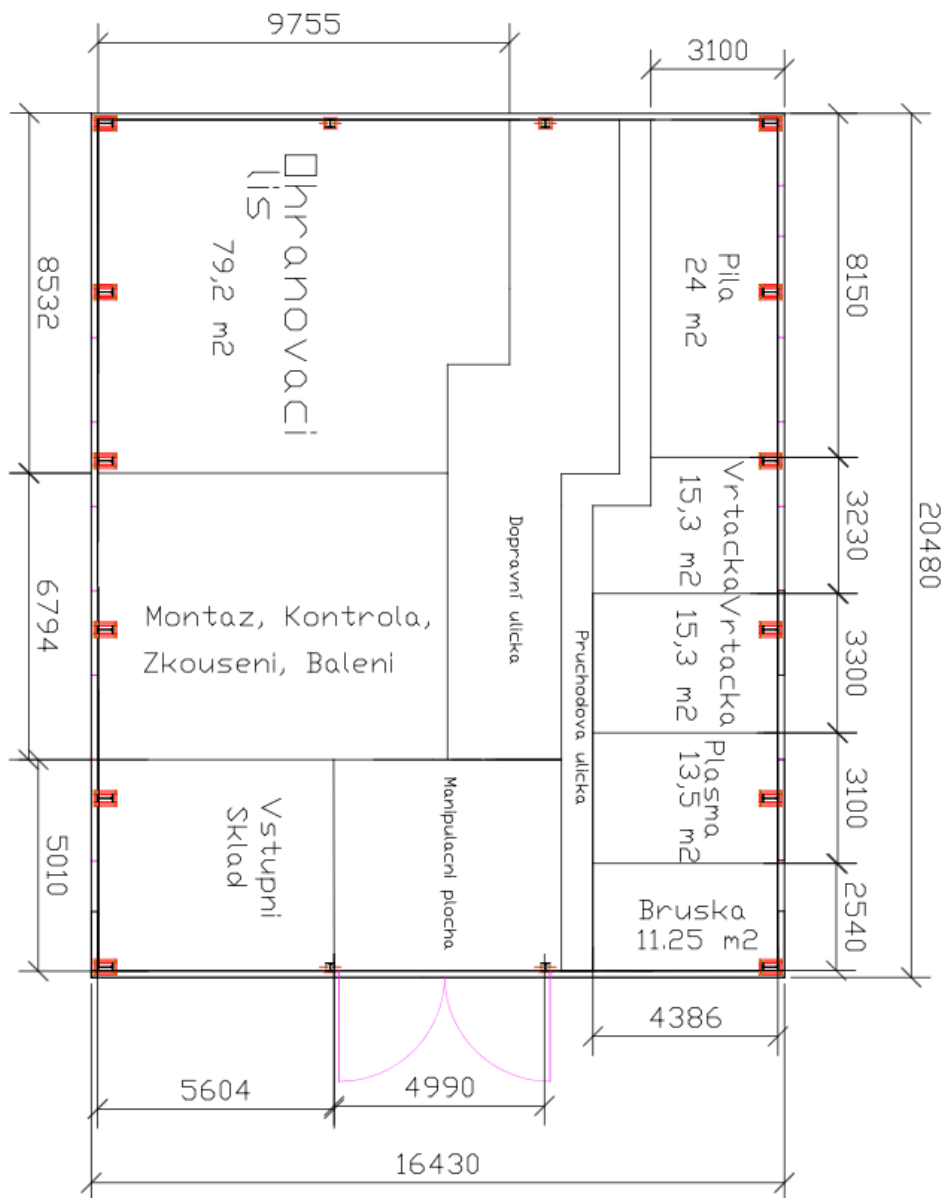 9755
3100
Ohranovaci
lis
79,2 m2
Pila
24 m2
8532
8150
20480
Vrtacka
15,3 m2
3230
Dopravní ulicka
6794
Montaz, Kontrola,
Zkouseni, Baleni
Pruchodova ulicka
Vrtacka
15,3 m2
3300
Plasma
13,5 m2
3100
Vstupni
Sklad
Manipulacni plocha
5010
Bruska
11.25 m2
2540
4386
5604
4990
16430